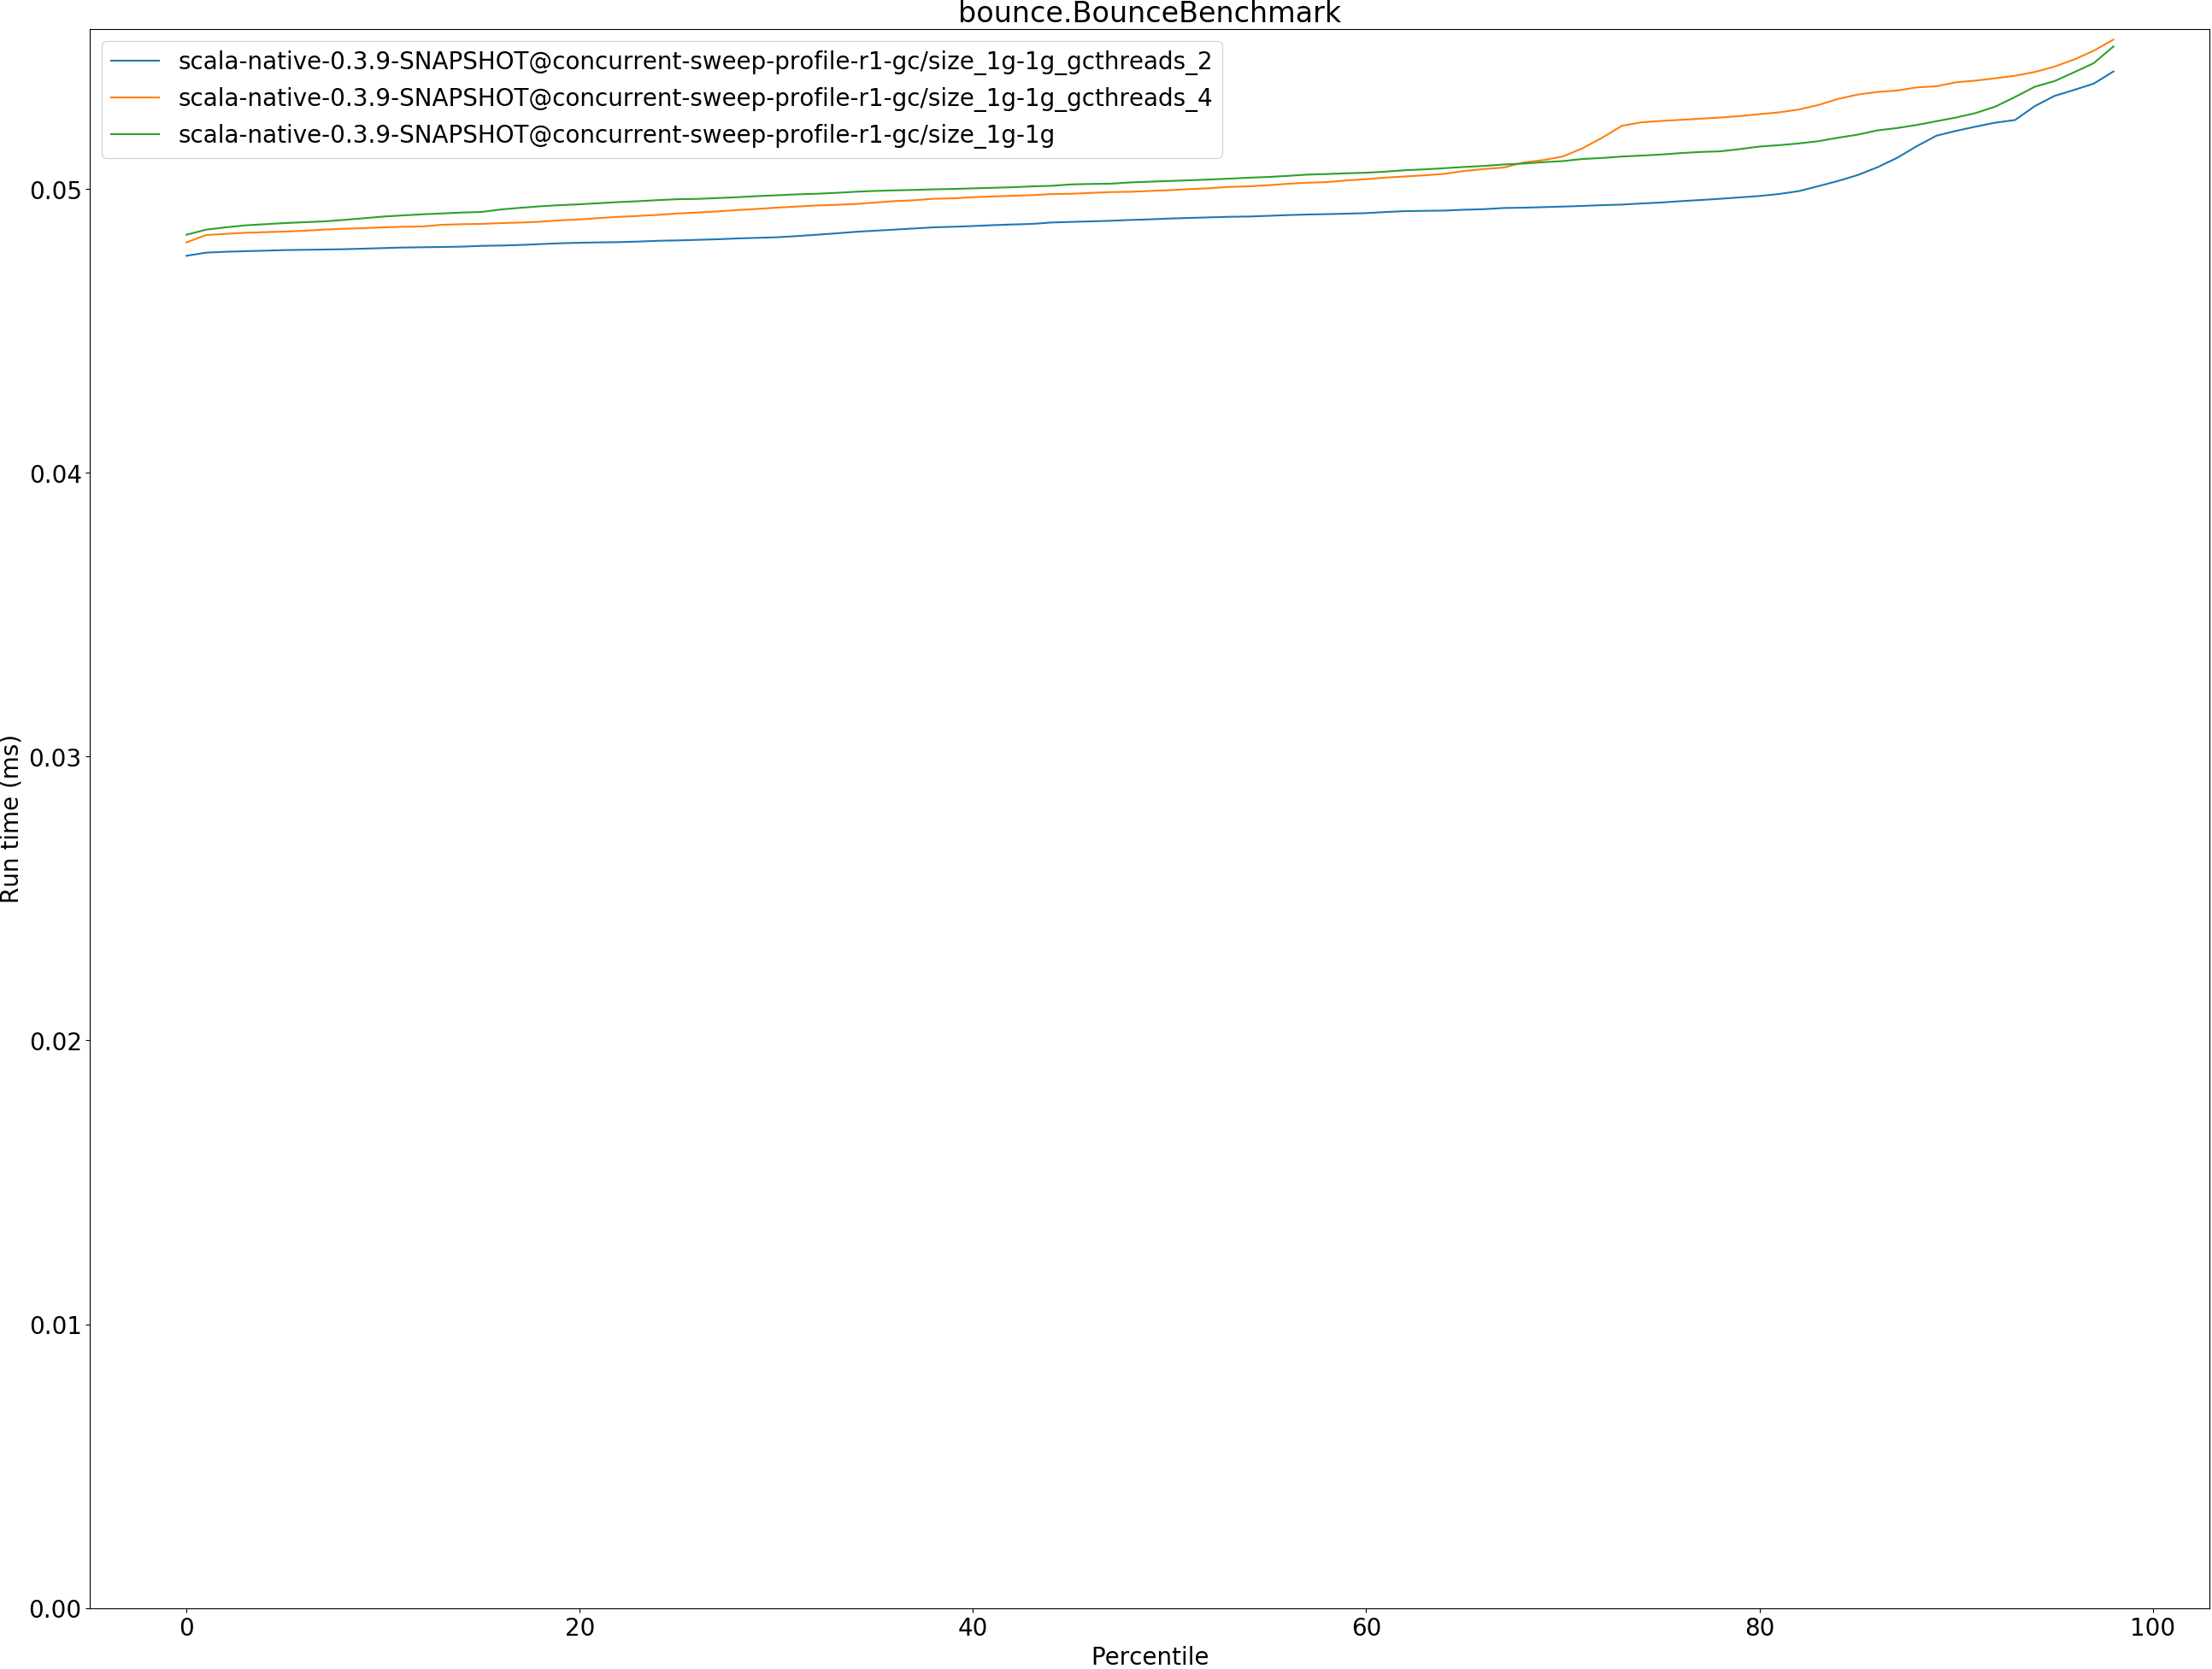 bounce.BounceBenchmark
scala-native-0.3.9-SNAPSHOT@concurrent-sweep-profile-r1-gc/size_1g-1g_gcthreads_2
scala-native-0.3.9-SNAPSHOT@concurrent-sweep-profile-r1-gc/size_1g-1g_gcthreads_4
scala-native-0.3.9-SNAPSHOT@concurrent-sweep-profile-r1-gc/size_1g-1g
0.05
0.04
0.03
0.02
0.01
0.00
Run time (ms)
0 20 40 60 80 100
Percentile